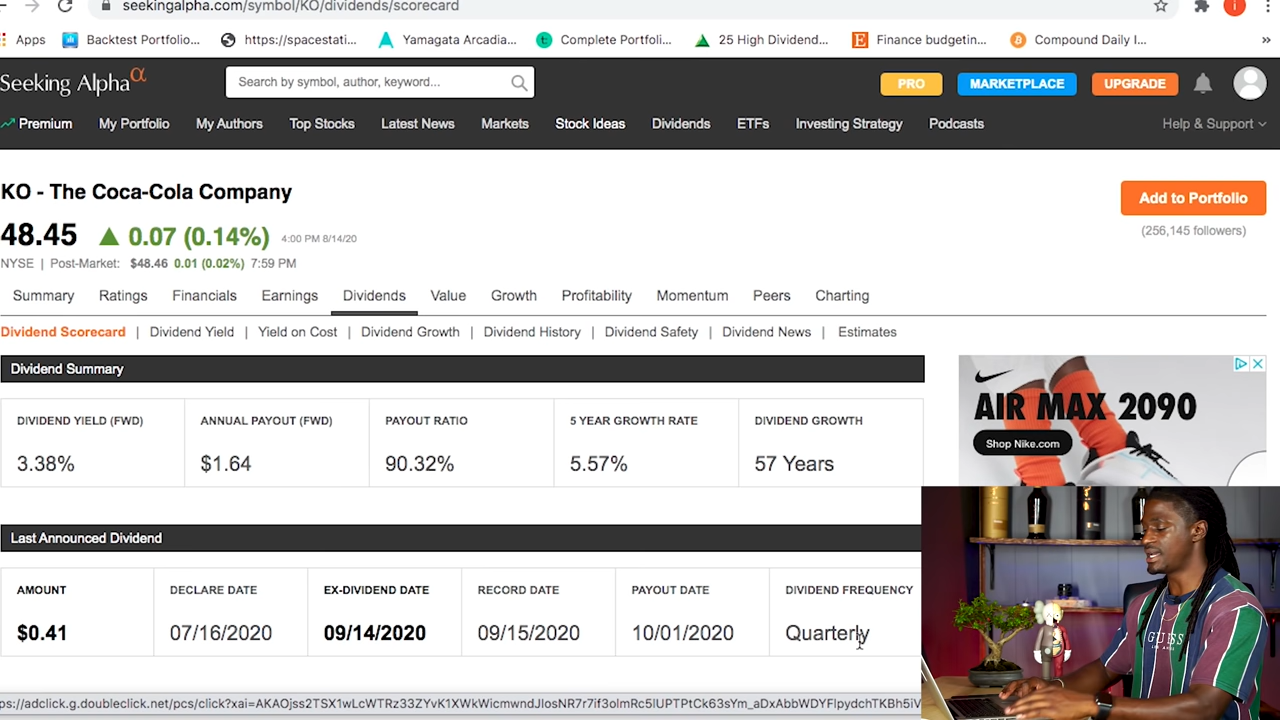 seekingalpha.com/symbol/KO/dividends/scorecard
Apps Backtest Portfolio... https://spacestati... Yamagata Arcadia... Complete Portfoli... 25 High Dividend... Finance budgetin... Compound Daily I... »
Seeking Alpha α Search by symbol, author, keyword... PRO MARKETPLACE UPGRADE
Premium My Portfolio My Authors Top Stocks Latest News Markets Stock Ideas Dividends ETFs Investing Strategy Podcasts Help & Support
KO - The Coca-Cola Company
Add to Portfolio
48.45 ▲ 0.07 (0.14%) 4:00 PM 8/14/20
(256,145 followers)
NYSE | Post-Market: $48.46 0.01 (0.02%) 7:59 PM
Summary Ratings Financials Earnings Dividends Value Growth Profitability Momentum Peers Charting
Dividend Scorecard | Dividend Yield | Yield on Cost | Dividend Growth | Dividend History | Dividend Safety | Dividend News | Estimates
Dividend Summary
DIVIDEND YIELD (FWD) ANNUAL PAYOUT (FWD) PAYOUT RATIO 5 YEAR GROWTH RATE DIVIDEND GROWTH
3.38% $1.64 90.32% 5.57% 57 Years
AIR MAX 2090
Shop Nike.com
Last Announced Dividend
AMOUNT DECLARE DATE EX-DIVIDEND DATE RECORD DATE PAYOUT DATE DIVIDEND FREQUENCY
$0.41 07/16/2020 09/14/2020 09/15/2020 10/01/2020 Quarterly
GUESS